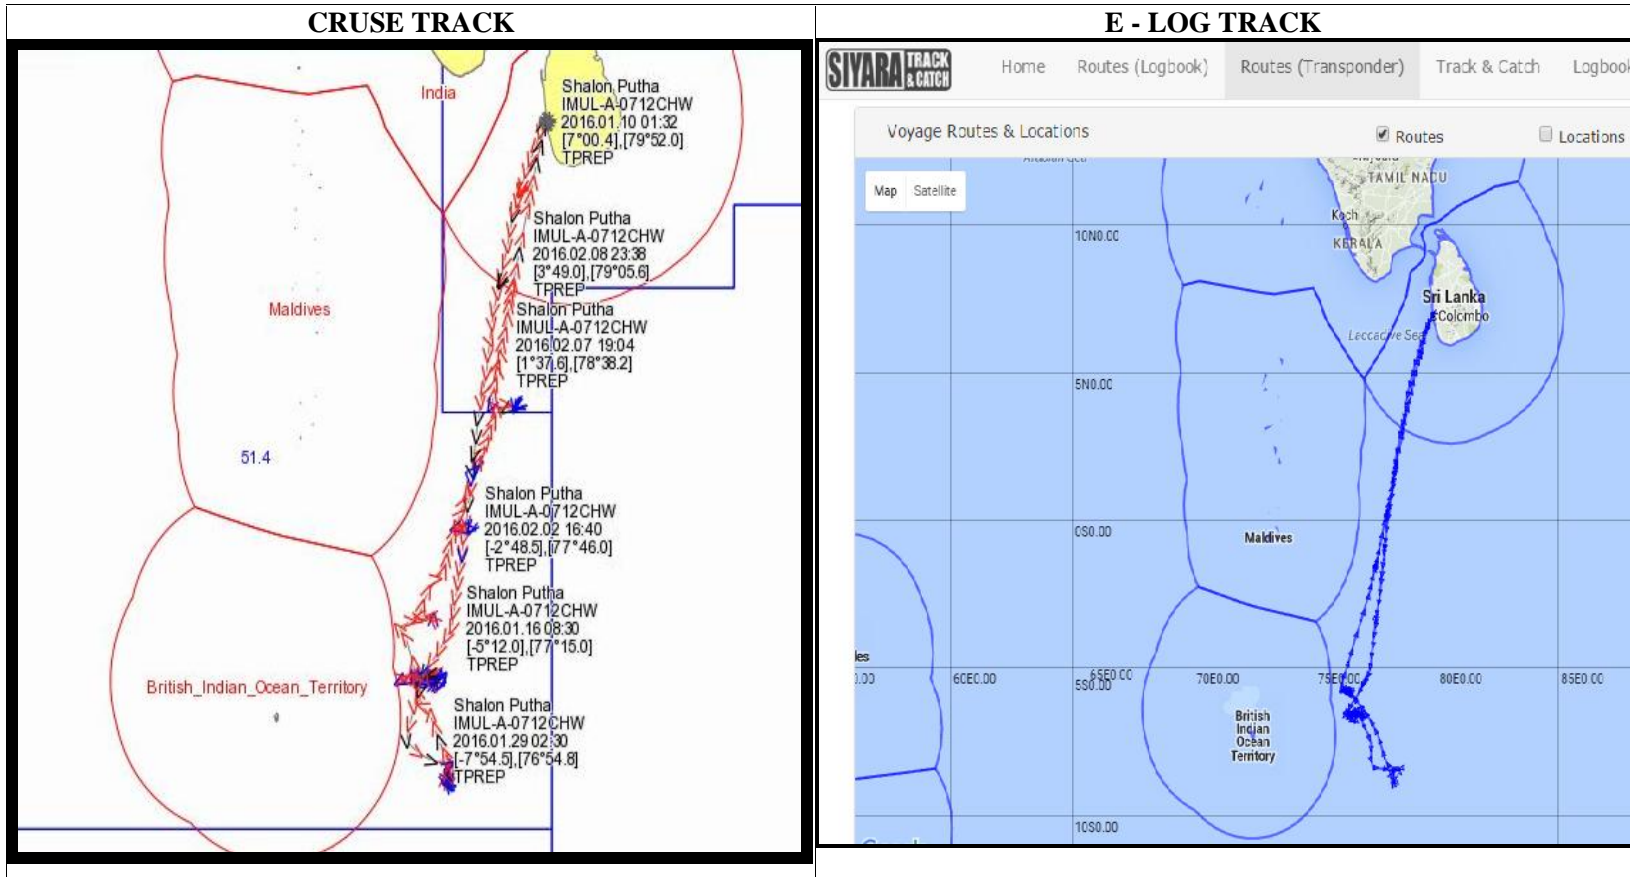 CRUSE TRACK
India
Shalon Putha
IMUL-A-0712CHW
2016.01.10 01:32
[7°00.4],[79°52.0]
TPREP
Shalon Putha
IMUL-A-0712CHW
2016.02.08 23:38
[3°49.0],[79°05.6]
TPREP
Maldives
Shalon Putha
IMUL-A-0712CHW
2016.02.07 19:04
[1°37.6],[78°38.2]
TPREP
51.4
Shalon Putha
IMUL-A-0712CHW
2016.02.02 16:40
[-2°48.5],[77°46.0]
TPREP
Shalon Putha
IMUL-A-0712CHW
2016.01.16 08:30
[-5°12.0],[77°15.0]
TPREP
British_Indian_Ocean_Territory
Shalon Putha
IMUL-A-0712CHW
2016.01.29 02:30
[-7°54.5],[76°54.8]
TPREP
E - LOG TRACK
SIYARA TRACK & CATCH
Home Routes (Logbook) Routes (Transponder) Track & Catch Logbook
Voyage Routes & Locations Routes Locations
Map Satellite
TAMIL NADU
Koch
KERALA
10N0.00
Sri Lanka
Colombo
Laccadive Sea
5N0.00
0S0.00
Maldives
60E0.00 65E0.00 70E0.00 75E0.00 80E0.00 85E0.00
5S0.00
British
Indian
Ocean
Territory
10S0.00